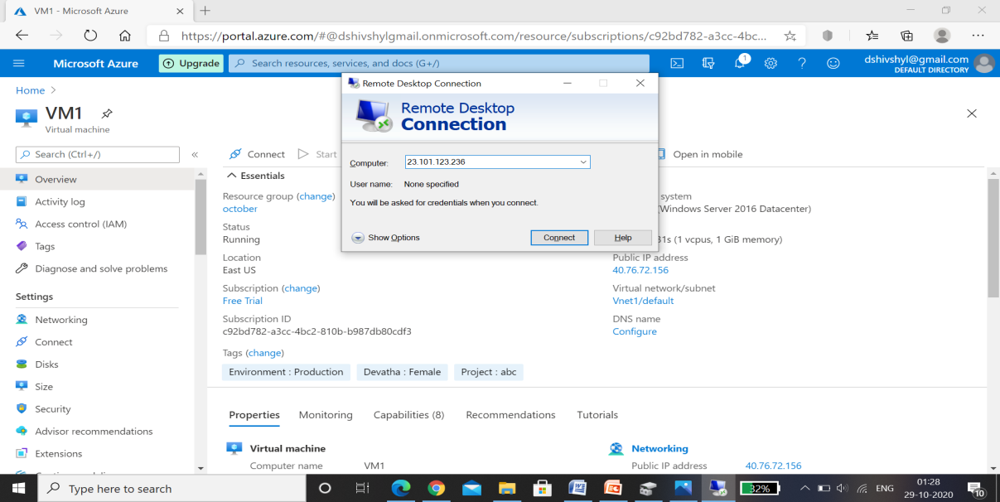 VM1 - Microsoft Azure
https://portal.azure.com/#@dshivshylgmail.onmicrosoft.com/resource/subscriptions/c92bd782-a3cc-4bc...
Microsoft Azure
Upgrade
Search resources, services, and docs (G+/)
1
dshivshyl@gmail.com
DEFAULT DIRECTORY
Home
VM1
Virtual machine
Search (Ctrl+/)
Overview
Activity log
Access control (IAM)
Tags
Diagnose and solve problems
Settings
Networking
Connect
Disks
Size
Security
Advisor recommendations
Extensions
Connect
Start
Open in mobile
Essentials
Resource group (change)
october
Status
Running
Location
East US
Subscription (change)
Free Trial
Subscription ID
c92bd782-a3cc-4bc2-810b-b987db80cdf3
Tags (change)
Environment : Production
Devatha : Female
Project : abc
system
(Windows Server 2016 Datacenter)
1s (1 vcpus, 1 GiB memory)
Public IP address
40.76.72.156
Virtual network/subnet
Vnet1/default
DNS name
Configure
Remote Desktop Connection
Remote Desktop
Connection
Computer:
23.101.123.236
User name:
None specified
You will be asked for credentials when you connect.
Show Options
Connect
Help
Properties
Monitoring
Capabilities (8)
Recommendations
Tutorials
Virtual machine
Computer name
VM1
Networking
Public IP address
40.76.72.156
Type here to search
32%
ENG
01:28
29-10-2020
10